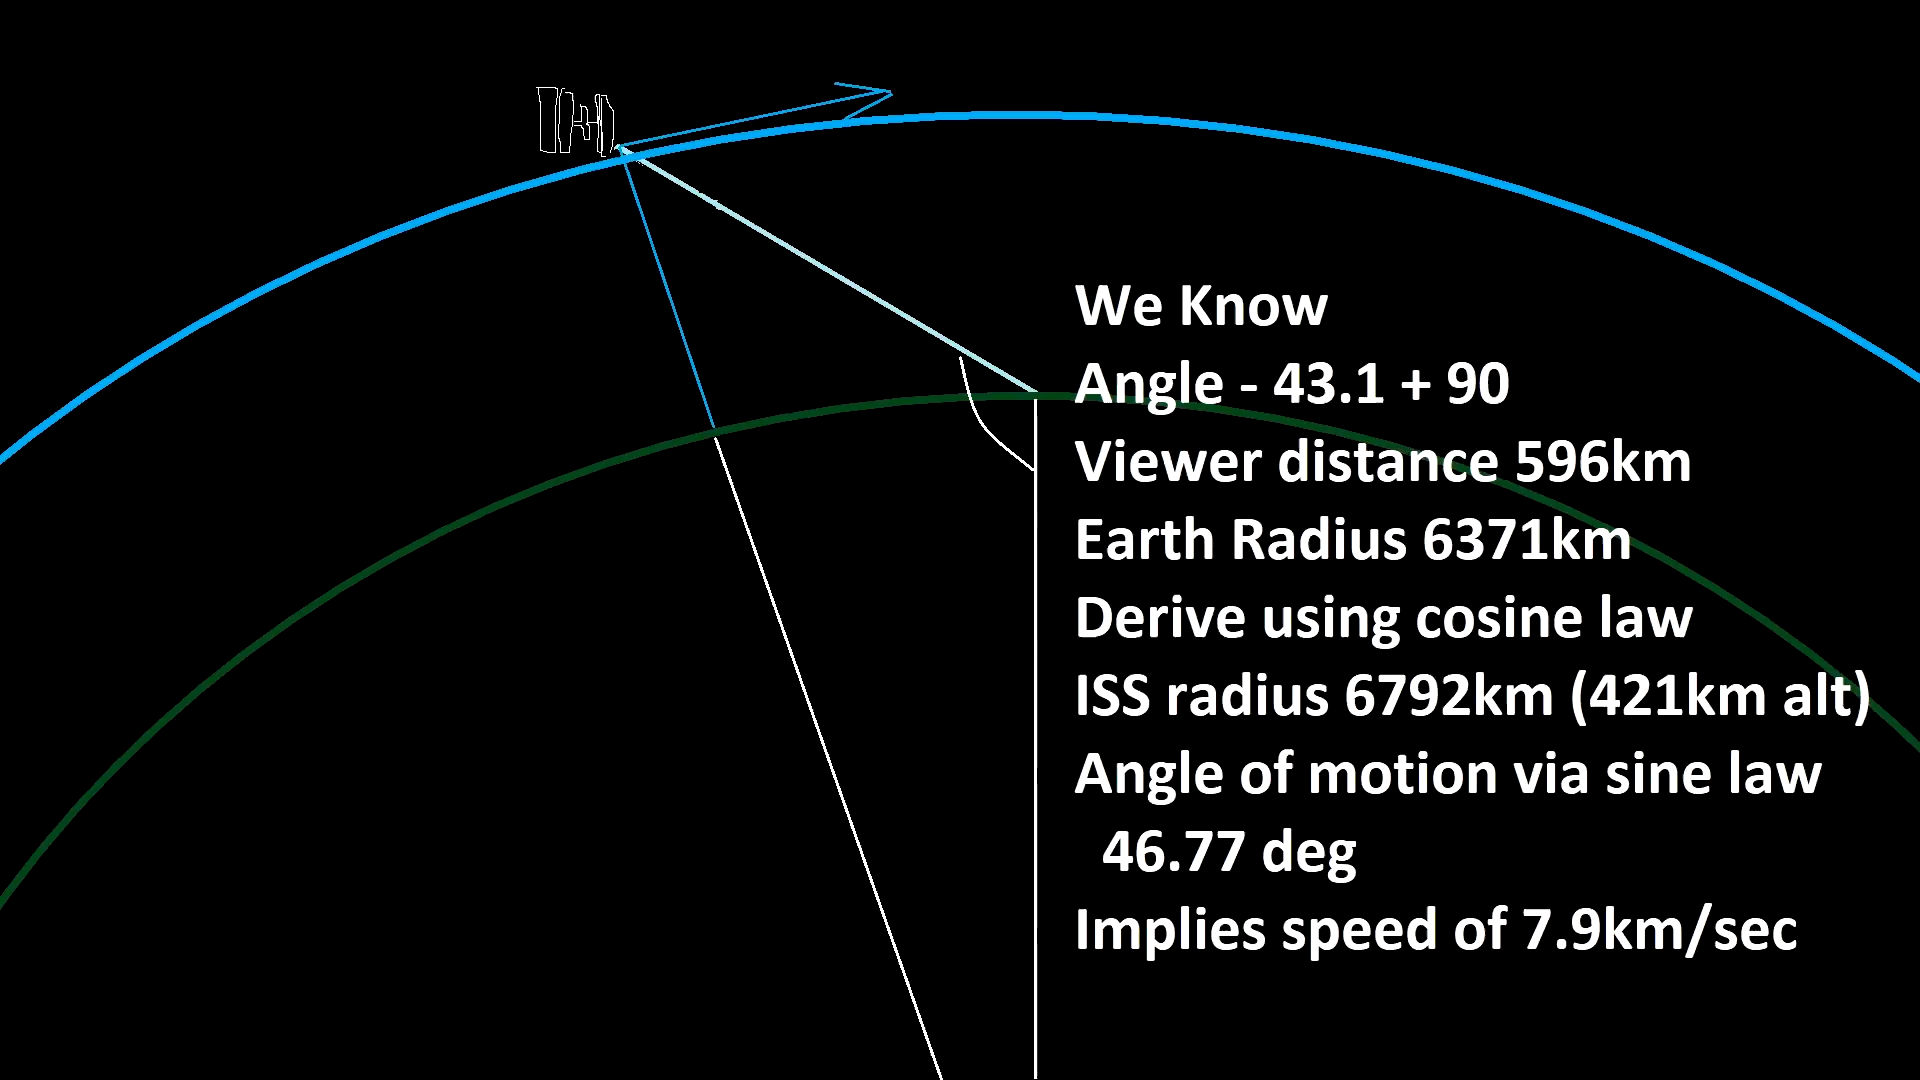 We Know
Angle - 43.1 + 90
Viewer distance 596km
Earth Radius 6371km
Derive using cosine law
ISS radius 6792km (421km alt)
Angle of motion via sine law
46.77 deg
Implies speed of 7.9km/sec